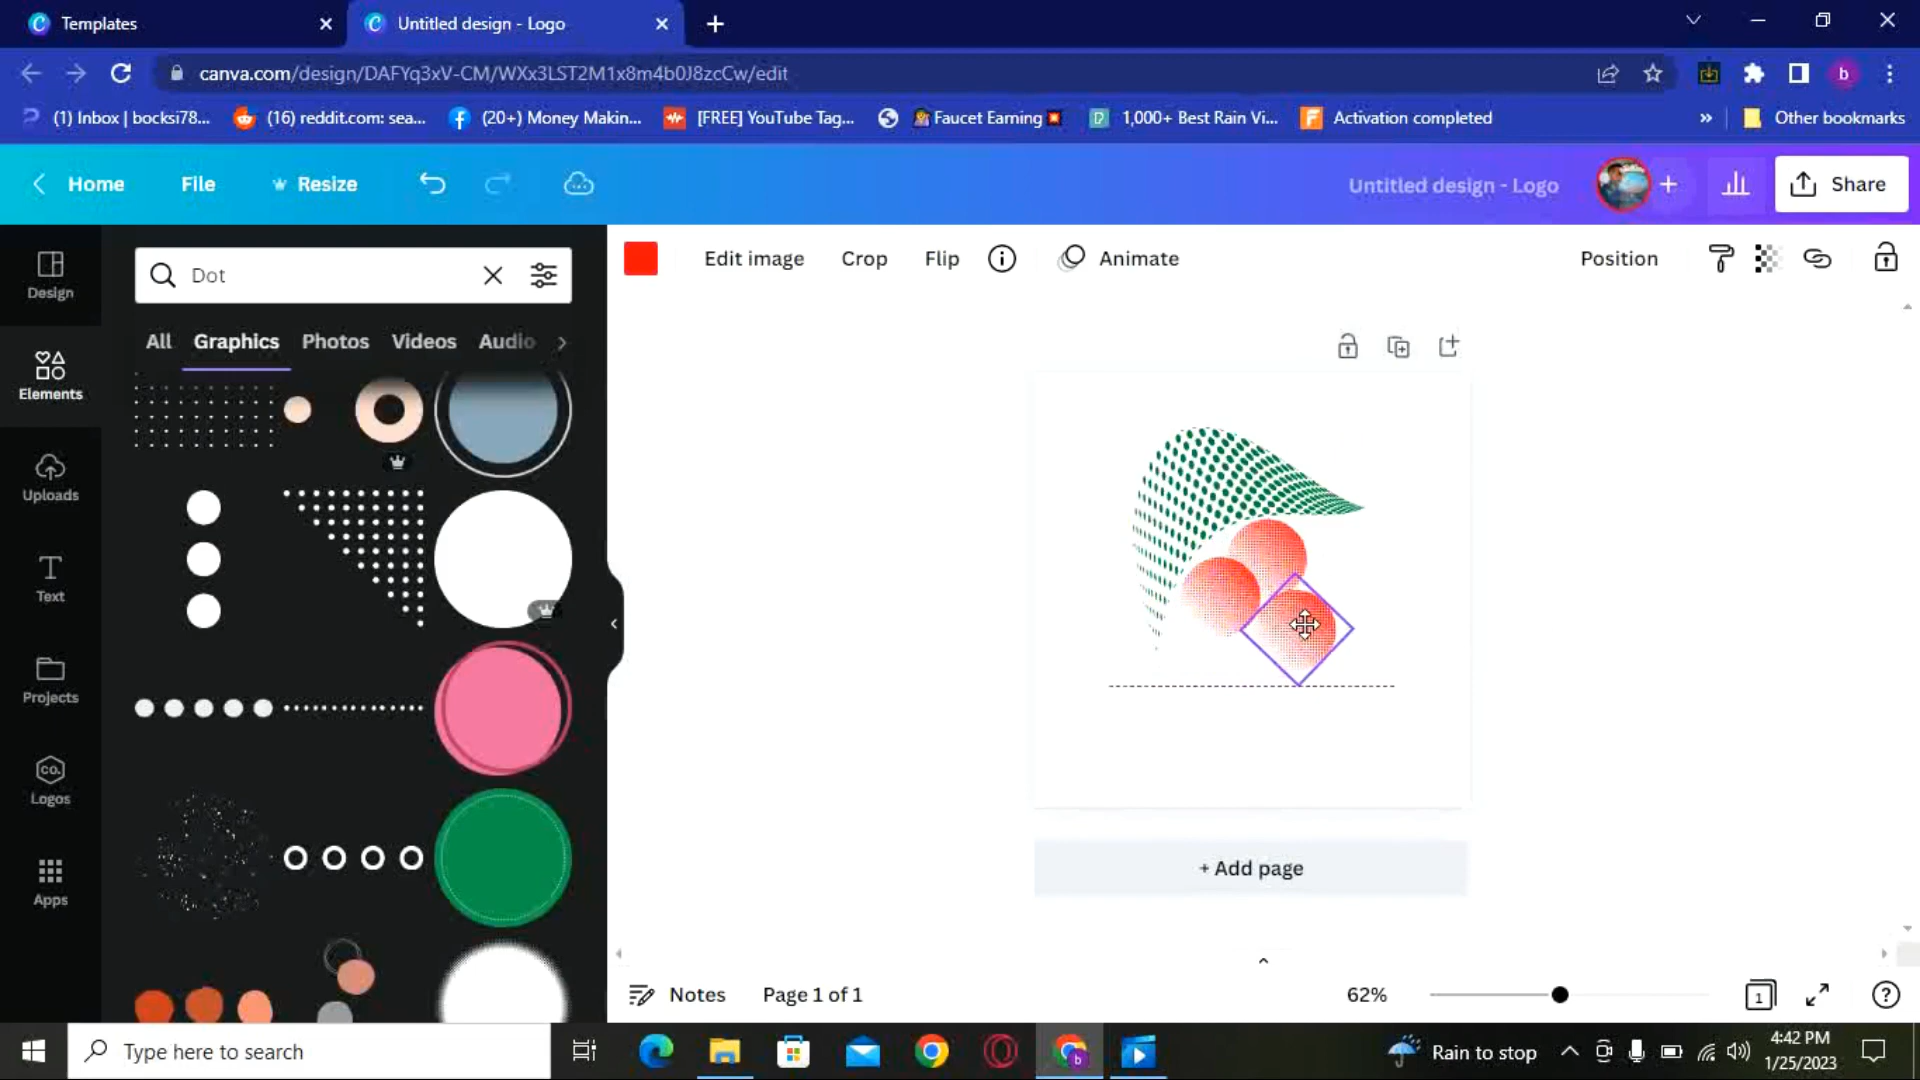 Templates
Untitled design - Logo
canva.com/design/DAFYq3xV-CM/WXx3LST2M1x8m4b0J8zcCw/edit
b
(1) Inbox | bocksi78...
(16) reddit.com: sea...
(20+) Money Makin...
[FREE] YouTube Tag...
Faucet Earning
1,000+ Best Rain Vi...
Activation completed
»
Other bookmarks
Home
File
Resize
Untitled design - Logo
+
Share
Design
Elements
Uploads
Text
Projects
CO.
Logos
Apps
Dot
All
Graphics
Photos
Videos
Audio
Edit image
Crop
Flip
Animate
Position
+ Add page
Notes
Page 1 of 1
62%
1
?
Type here to search
b
Rain to stop
4:42 PM
1/25/2023